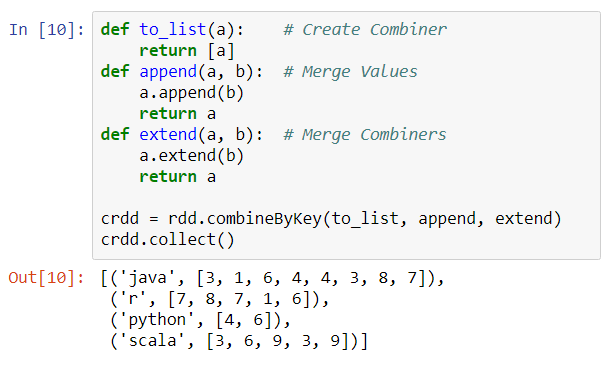 In [10]: def to_list(a):    # Create Combiner
    return [a]
def append(a, b):  # Merge Values
    a.append(b)
    return a
def extend(a, b):  # Merge Combiners
    a.extend(b)
    return a

crdd = rdd.combineByKey(to_list, append, extend)
crdd.collect()
Out[10]: [('java', [3, 1, 6, 4, 4, 3, 8, 7]),
 ('r', [7, 8, 7, 1, 6]),
 ('python', [4, 6]),
 ('scala', [3, 6, 9, 3, 9])]